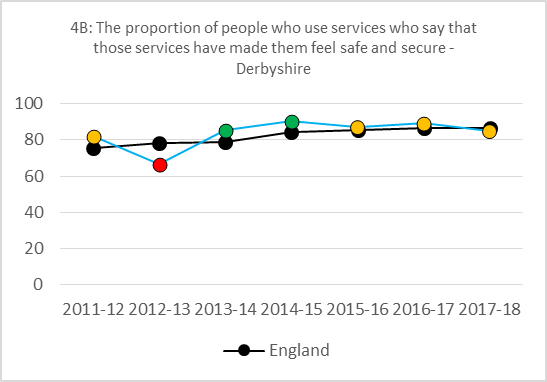 4B: The proportion of people who use services who say that
those services have made them feel safe and secure -
Derbyshire
100
80
60
40
20
0
2011-12 2012-13 2013-14 2014-15 2015-16 2016-17 2017-18
England